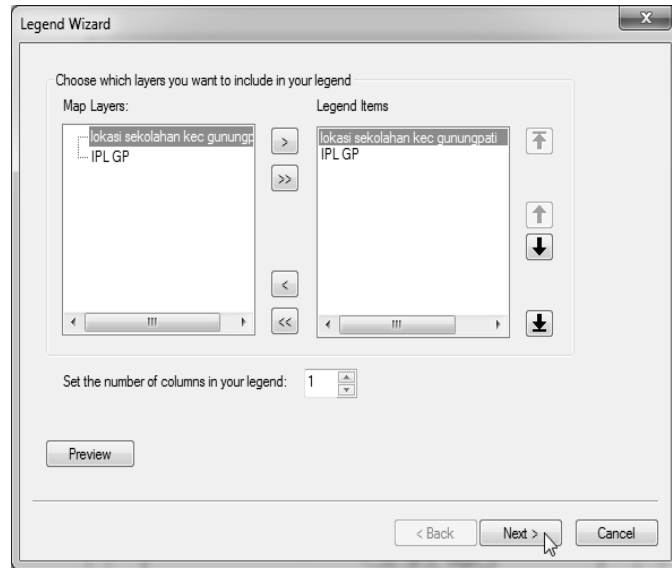 Legend Wizard
X
Choose which layers you want to include in your legend
Map Layers:
Legend Items
lokasi sekolahan kec gunungp
IPL GP
>
>>
<
<<
lokasi sekolahan kec gunungpati
IPL GP
Set the number of columns in your legend:
1
Preview
< Back
Next >
Cancel